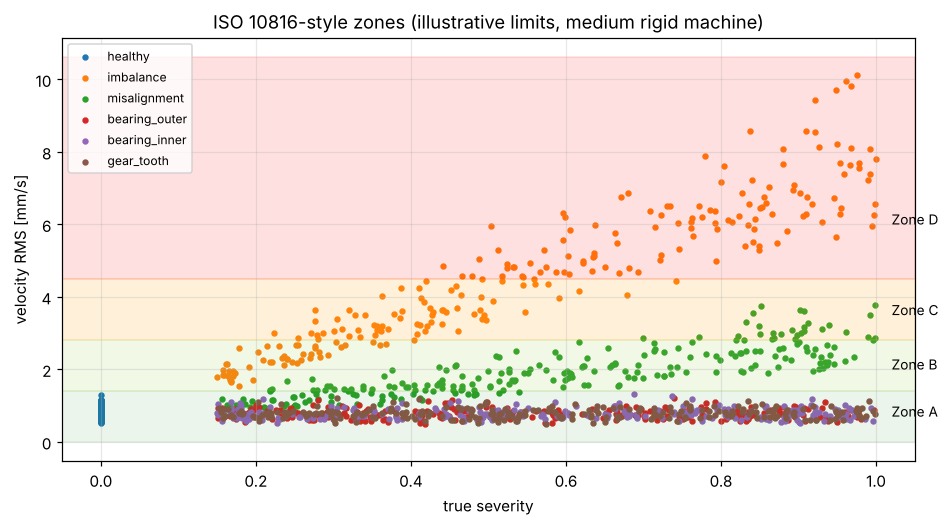 ISO 10816-style zones (illustrative limits, medium rigid machine)
healthy
imbalance
misalignment
bearing_outer
bearing_inner
gear_tooth
velocity RMS [mm/s]
10
8
6
4
2
0
Zone D
Zone C
Zone B
Zone A
0.0 0.2 0.4 0.6 0.8 1.0
true severity